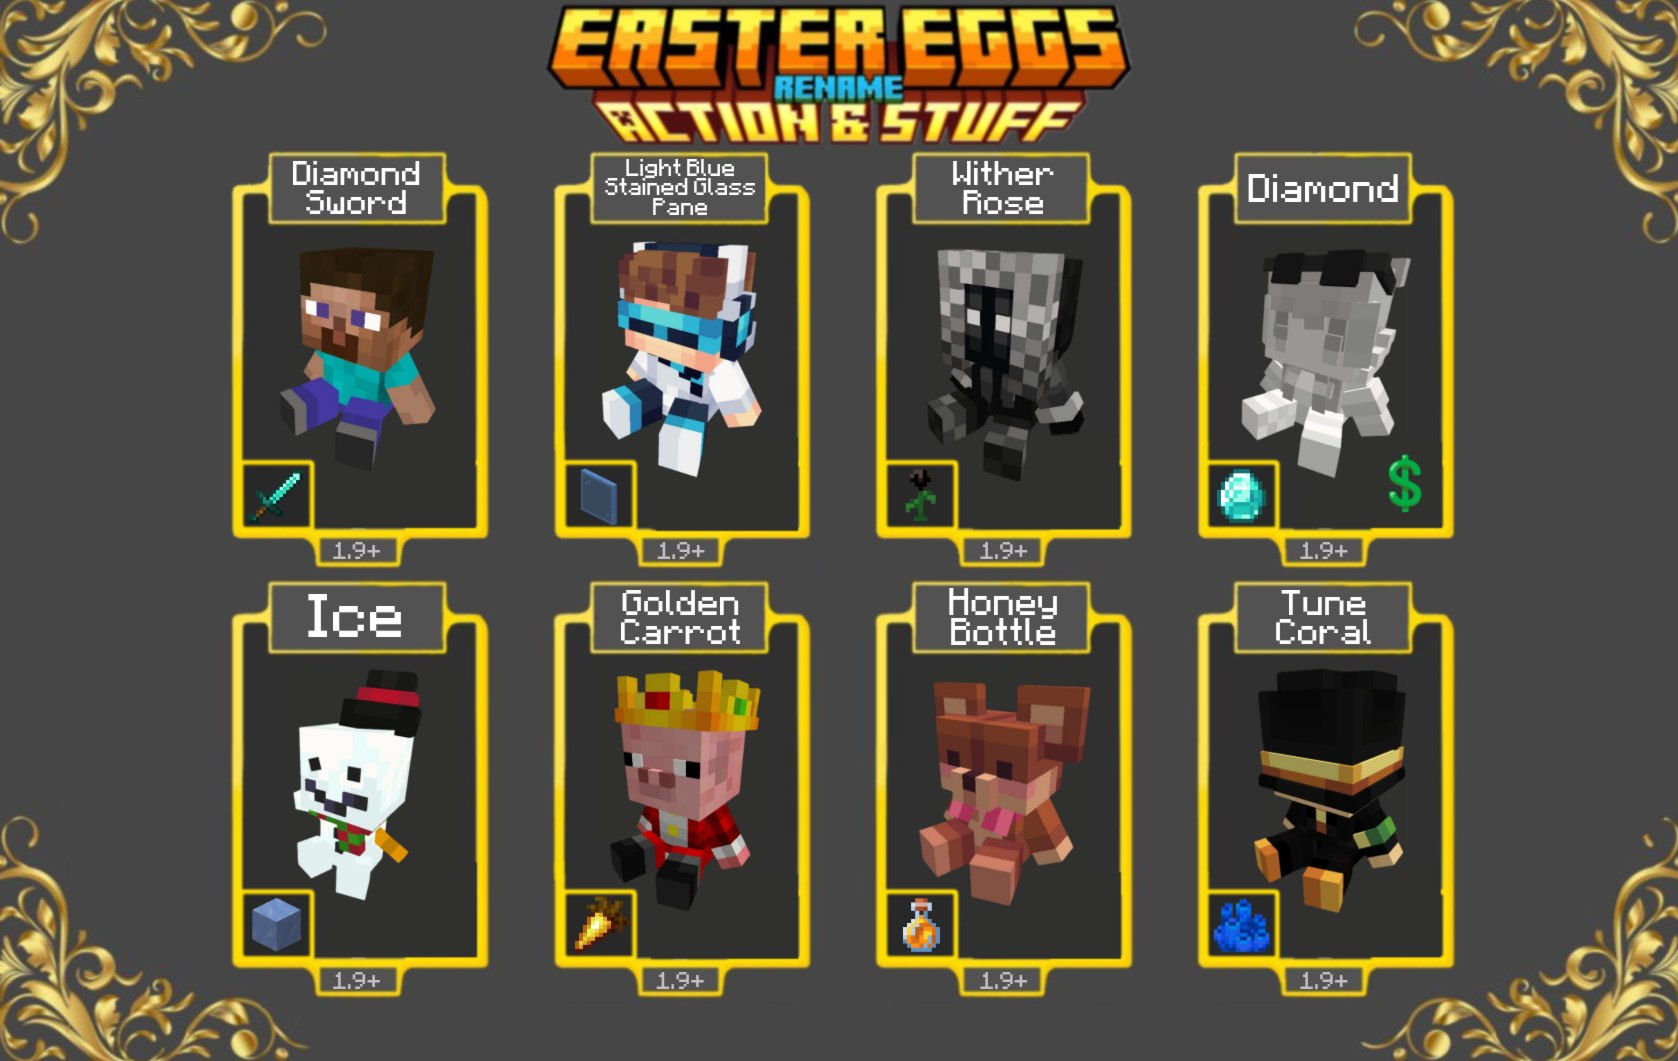 EASTER EGGS
RENAME
ACTION & STUFF
Diamond
Sword
1.9+
Light Blue
Stained Glass
Pane
1.9+
Wither
Rose
1.9+
Diamond
$
1.9+
Ice
1.9+
Golden
Carrot
1.9+
Honey
Bottle
1.9+
Tune
Coral
1.9+